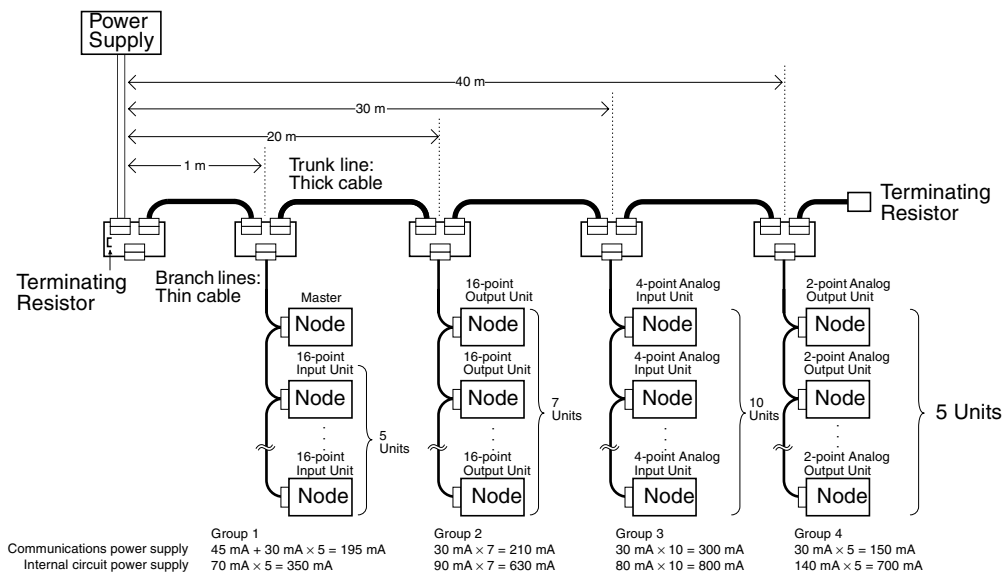 Power
Supply
40 m
30 m
20 m
1 m
Trunk line:
Thick cable
Terminating
Resistor
Terminating
Resistor
Branch lines:
Thin cable
Master
Node
16-point
Input Unit
Node
16-point
Input Unit
Node
5
Units
16-point
Output Unit
Node
16-point
Output Unit
Node
16-point
Output Unit
Node
7
Units
4-point Analog
Input Unit
Node
4-point Analog
Input Unit
Node
4-point Analog
Input Unit
Node
10
Units
2-point Analog
Output Unit
Node
2-point Analog
Output Unit
Node
2-point Analog
Output Unit
Node
5 Units
Group 1 Group 2 Group 3 Group 4
Communications power supply 45 mA + 30 mA × 5 = 195 mA 30 mA × 7 = 210 mA 30 mA × 10 = 300 mA 30 mA × 5 = 150 mA
Internal circuit power supply 70 mA × 5 = 350 mA 90 mA × 7 = 630 mA 80 mA × 10 = 800 mA 140 mA × 5 = 700 mA